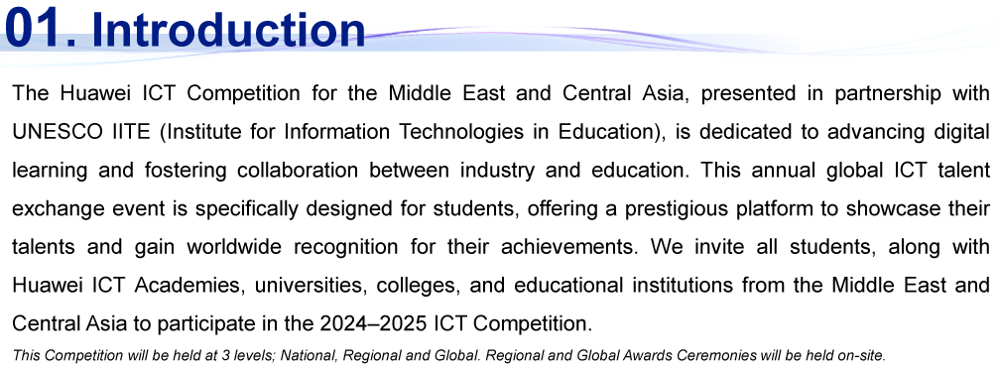 01. Introduction
The Huawei ICT Competition for the Middle East and Central Asia, presented in partnership with
UNESCO IITE (Institute for Information Technologies in Education), is dedicated to advancing digital
learning and fostering collaboration between industry and education. This annual global ICT talent
exchange event is specifically designed for students, offering a prestigious platform to showcase their
talents and gain worldwide recognition for their achievements. We invite all students, along with
Huawei ICT Academies, universities, colleges, and educational institutions from the Middle East and
Central Asia to participate in the 2024–2025 ICT Competition.
This Competition will be held at 3 levels; National, Regional and Global. Regional and Global Awards Ceremonies will be held on-site.